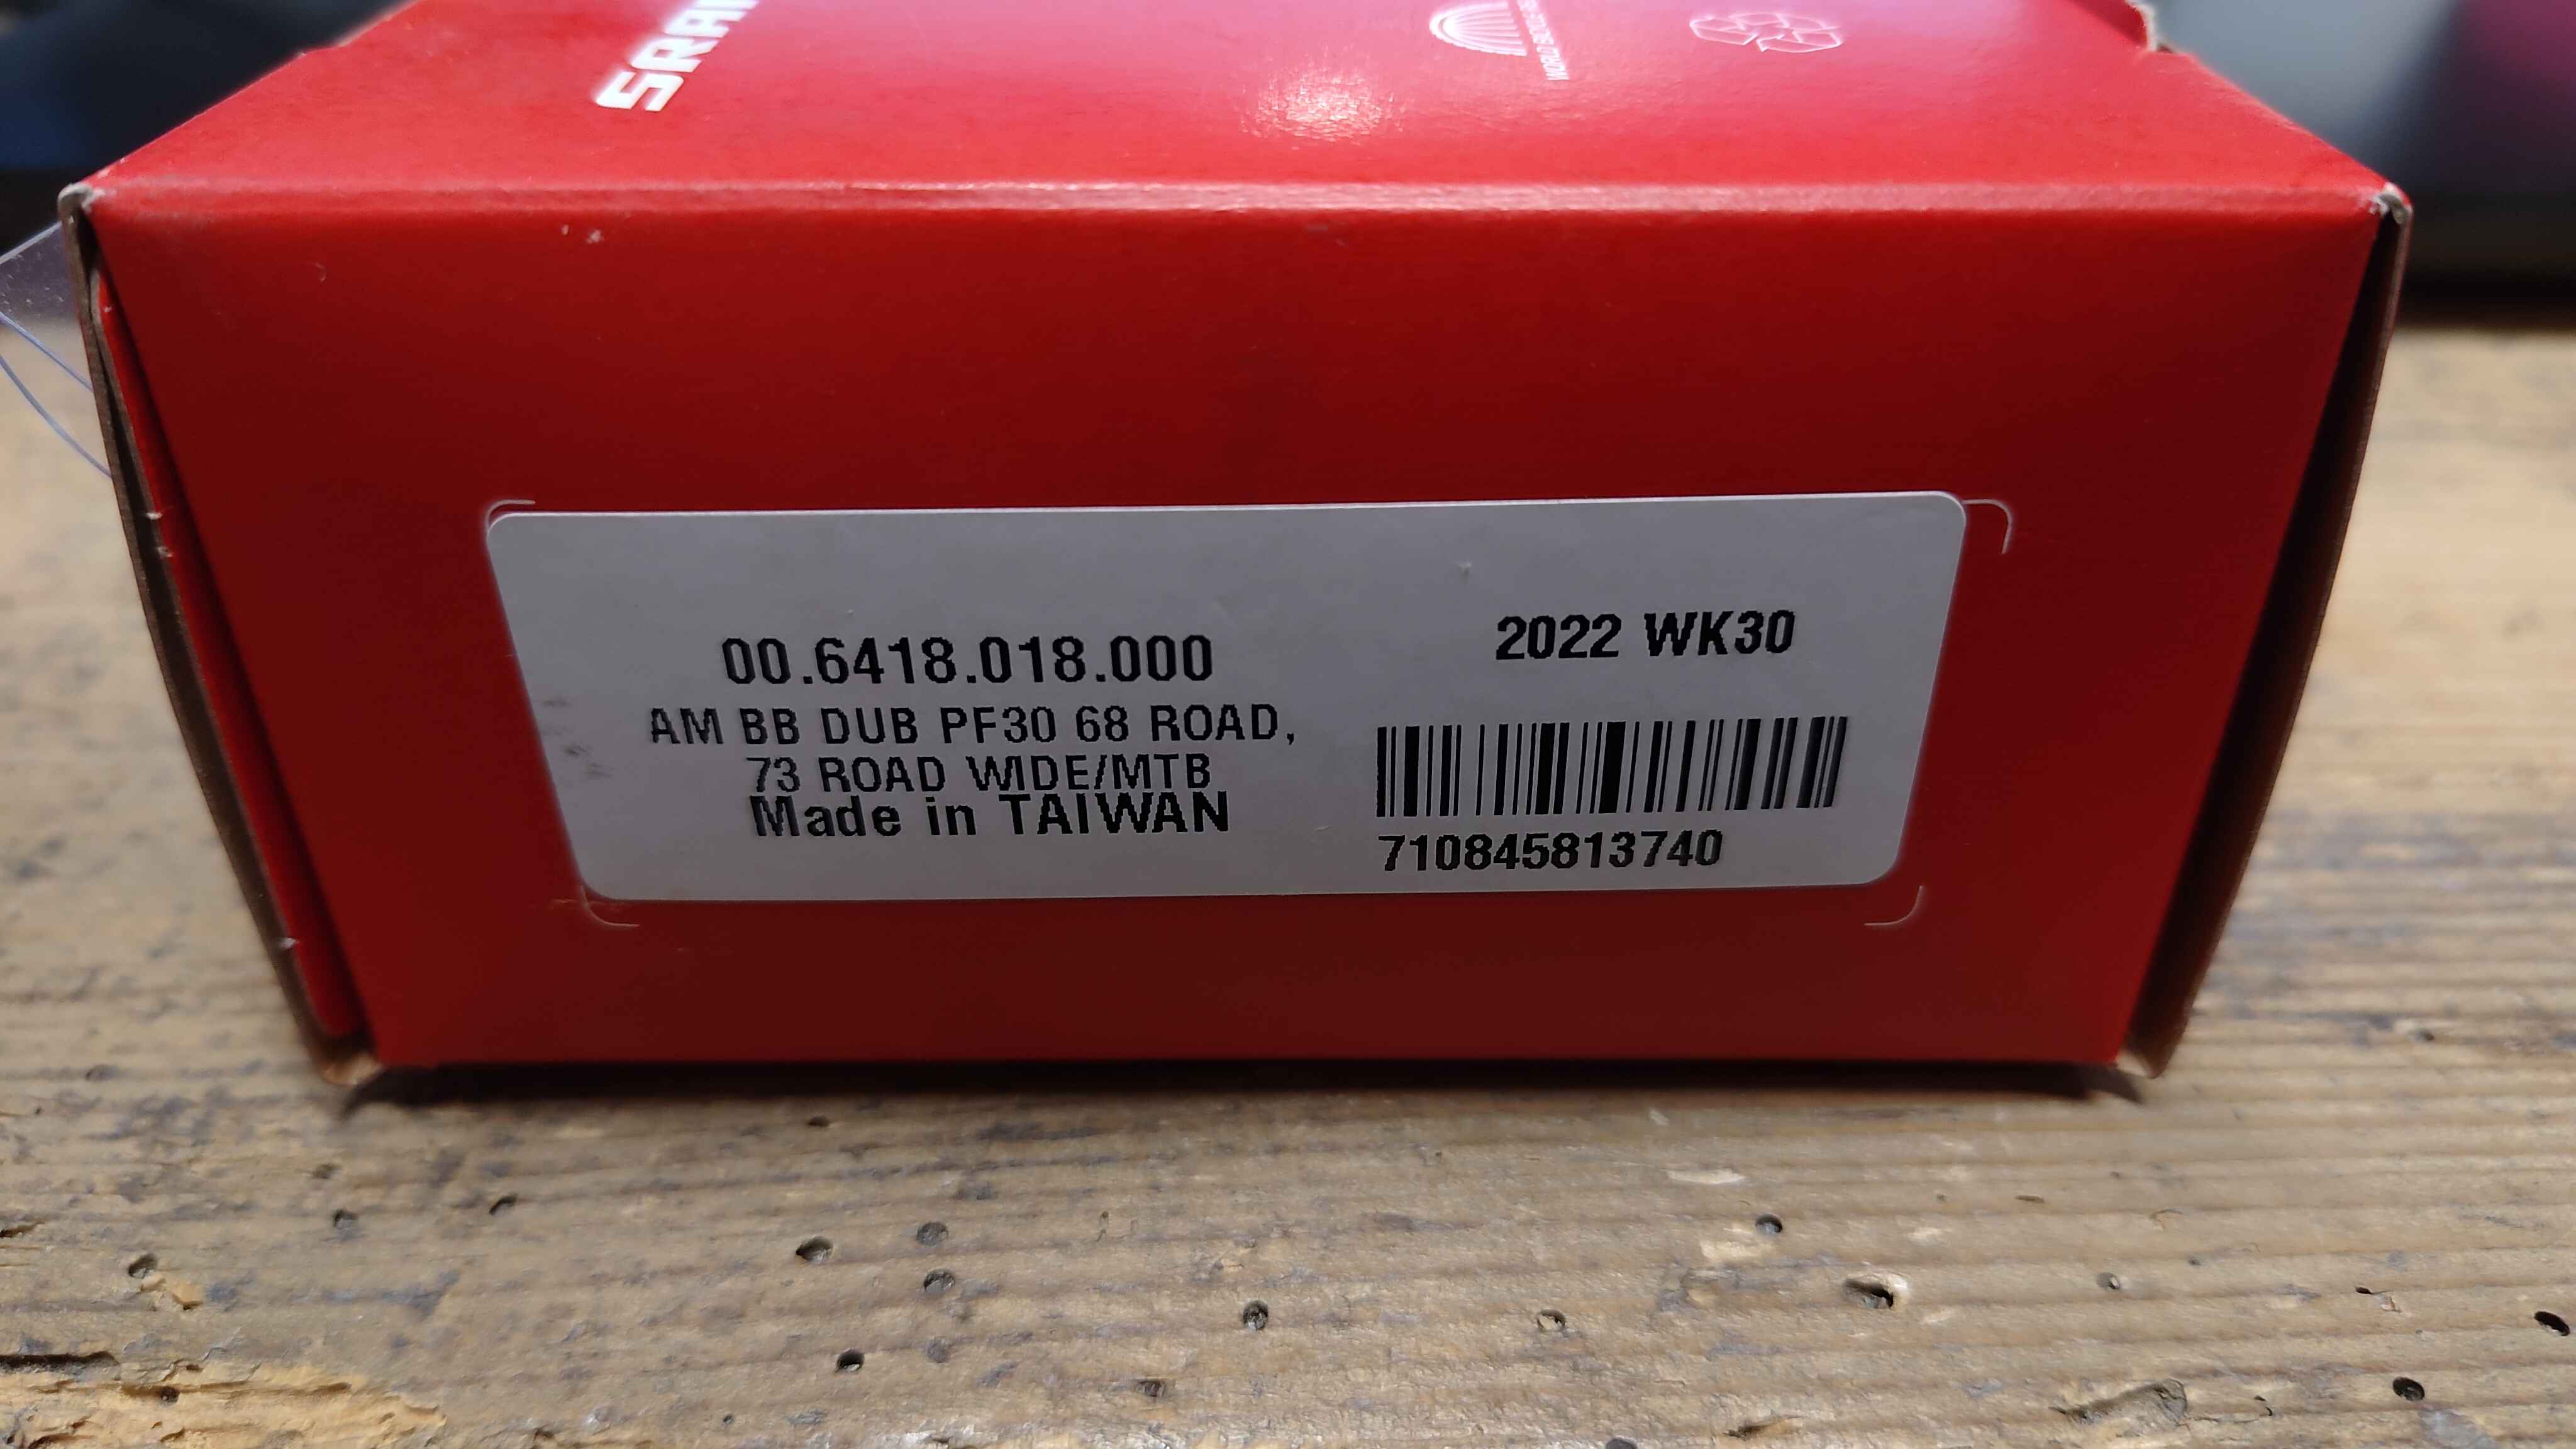 SRAM
00.6418.018.000
AM BB DUB PF30 68 ROAD,
73 ROAD WIDE/MTB
Made in TAIWAN
2022 WK30
710845813740